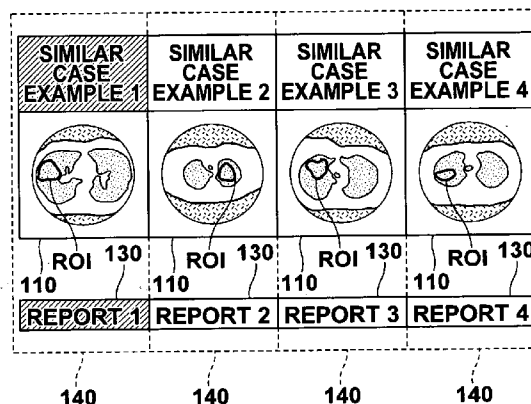 SIMILAR CASE EXAMPLE 1
SIMILAR CASE EXAMPLE 2
SIMILAR CASE EXAMPLE 3
SIMILAR CASE EXAMPLE 4
ROI ROI ROI ROI
110 130 110 130 110 130 110 130
REPORT 1 REPORT 2 REPORT 3 REPORT 4
140 140 140 140